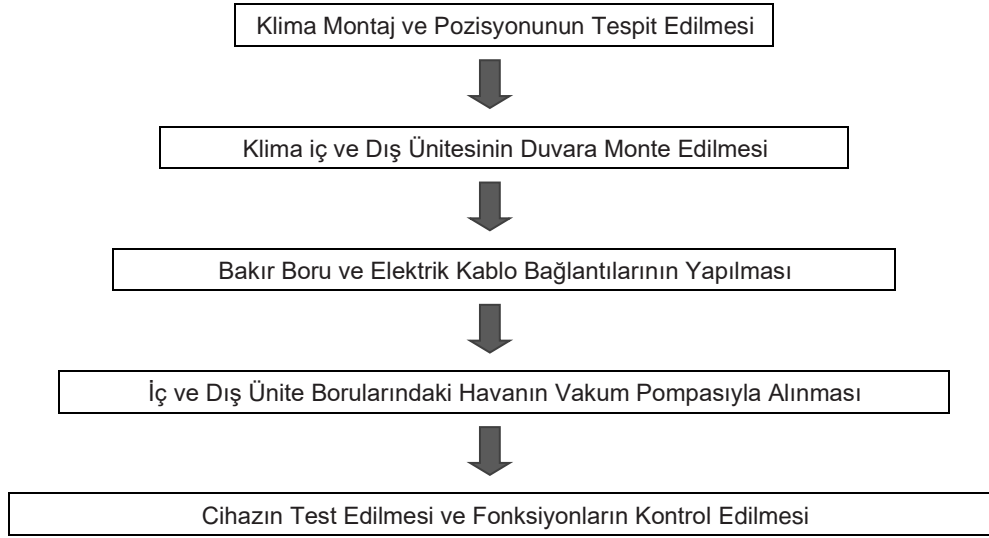 Klima Montaj ve Pozisyonunun Tespit Edilmesi
Klima iç ve Dış Ünitesinin Duvara Monte Edilmesi
Bakır Boru ve Elektrik Kablo Bağlantılarının Yapılması
İç ve Dış Ünite Borularındaki Havanın Vakum Pompasıyla Alınması
Cihazın Test Edilmesi ve Fonksiyonların Kontrol Edilmesi